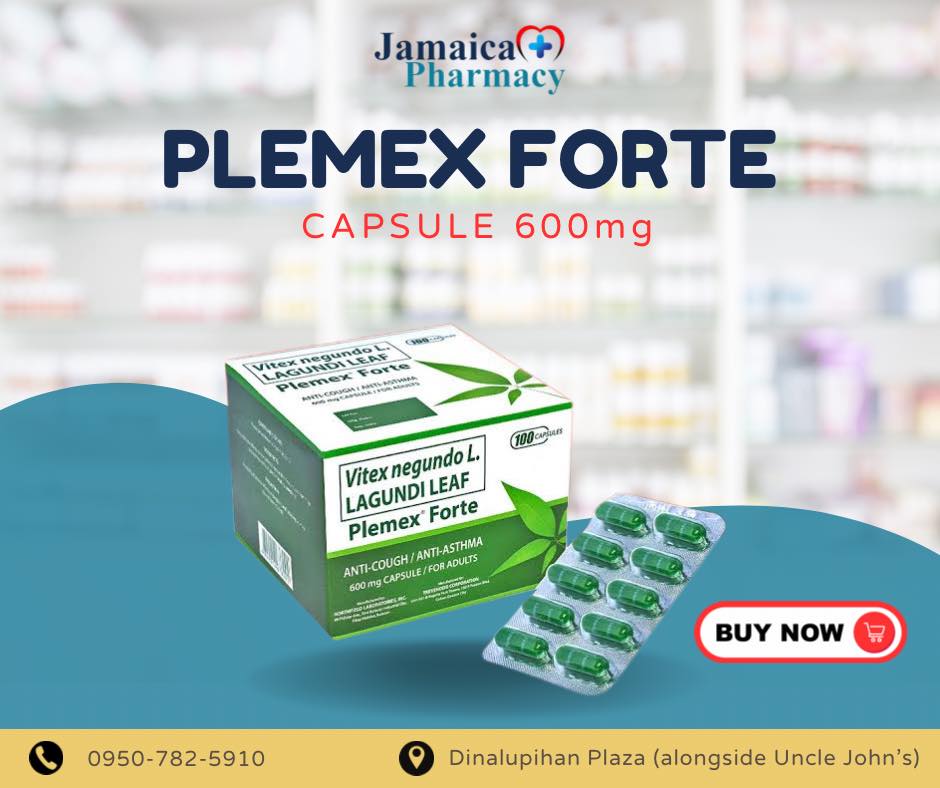 Jamaica
Pharmacy
PLEMEX FORTE
CAPSULE 600mg
Vitex negundo L.
LAGUNDI LEAF
Plemex® Forte
ANTI-COUGH / ANTI-ASTHMA
600 mg CAPSULE / FOR ADULTS
100 CAPSULES
Vitex negundo L.
LAGUNDI LEAF
Plemex® Forte
ANTI-COUGH / ANTI-ASTHMA
600 mg CAPSULE / FOR ADULTS
BUY NOW
0950-782-5910
Dinalupihan Plaza (alongside Uncle John's)